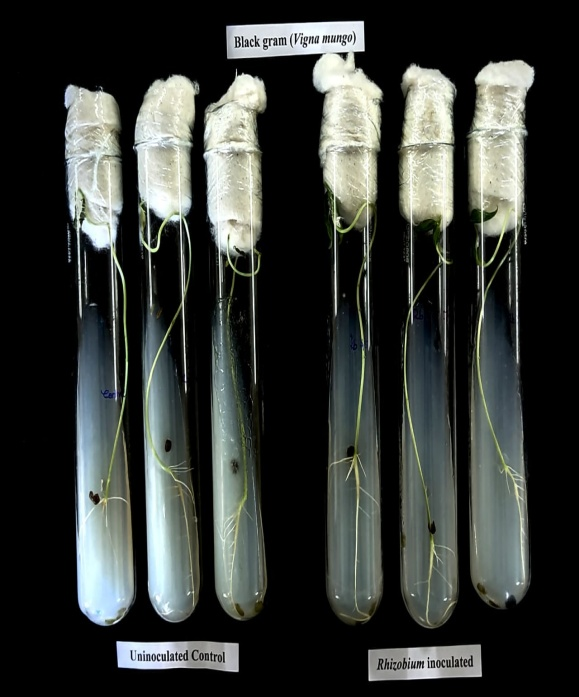 Black gram (Vigna mungo)
Uninoculated Control
Rhizobium inoculated